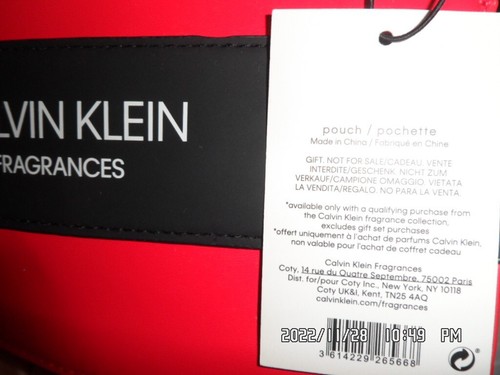 LVIN KLEIN
FRAGRANCES
pouch / pochette
Made in China / Fabriqué en Chine
GIFT. NOT FOR SALE/CADEAU. VENTE
INTERDITE/GESCHENK. NICHT ZUM
VERKAUF/CAMPIONE OMAGGIO. VIETATA
LA VENDITA/REGALO. NO PARA LA VENTA.
*available only with a qualifying purchase from
the Calvin Klein fragrance collection,
excludes gift set purchases
*offert uniquement à l'achat de parfums Calvin Klein,
non valable pour l'achat de coffret cadeau
Calvin Klein Fragrances
Coty, 14 rue du Quatre Septembre, 75002 Paris
Dist. for/pour Coty Inc., New York, NY 10118
Coty UK&I, Kent, TN25 4AQ
calvinklein.com/fragrances
2022/11/28 10:49 PM
3 614229 265668